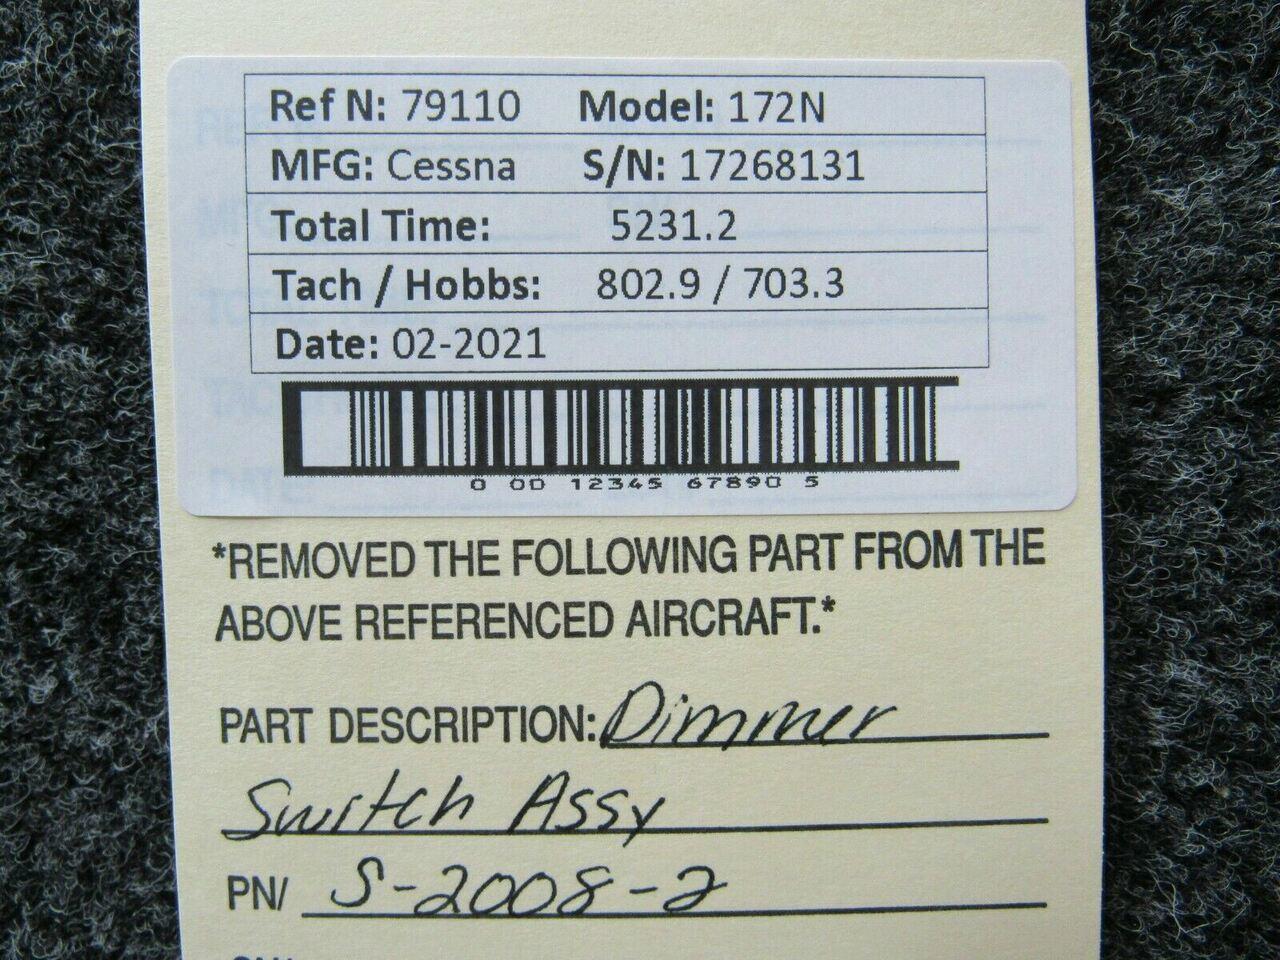 Ref N: 79110 Model: 172N
MFG: Cessna S/N: 17268131
Total Time: 5231.2
Tach / Hobbs: 802.9 / 703.3
Date: 02-2021
0 00 12345 67890 5
*REMOVED THE FOLLOWING PART FROM THE
ABOVE REFERENCED AIRCRAFT.*
PART DESCRIPTION: Dimmer
Switch Assy
PN/ S-2008-2